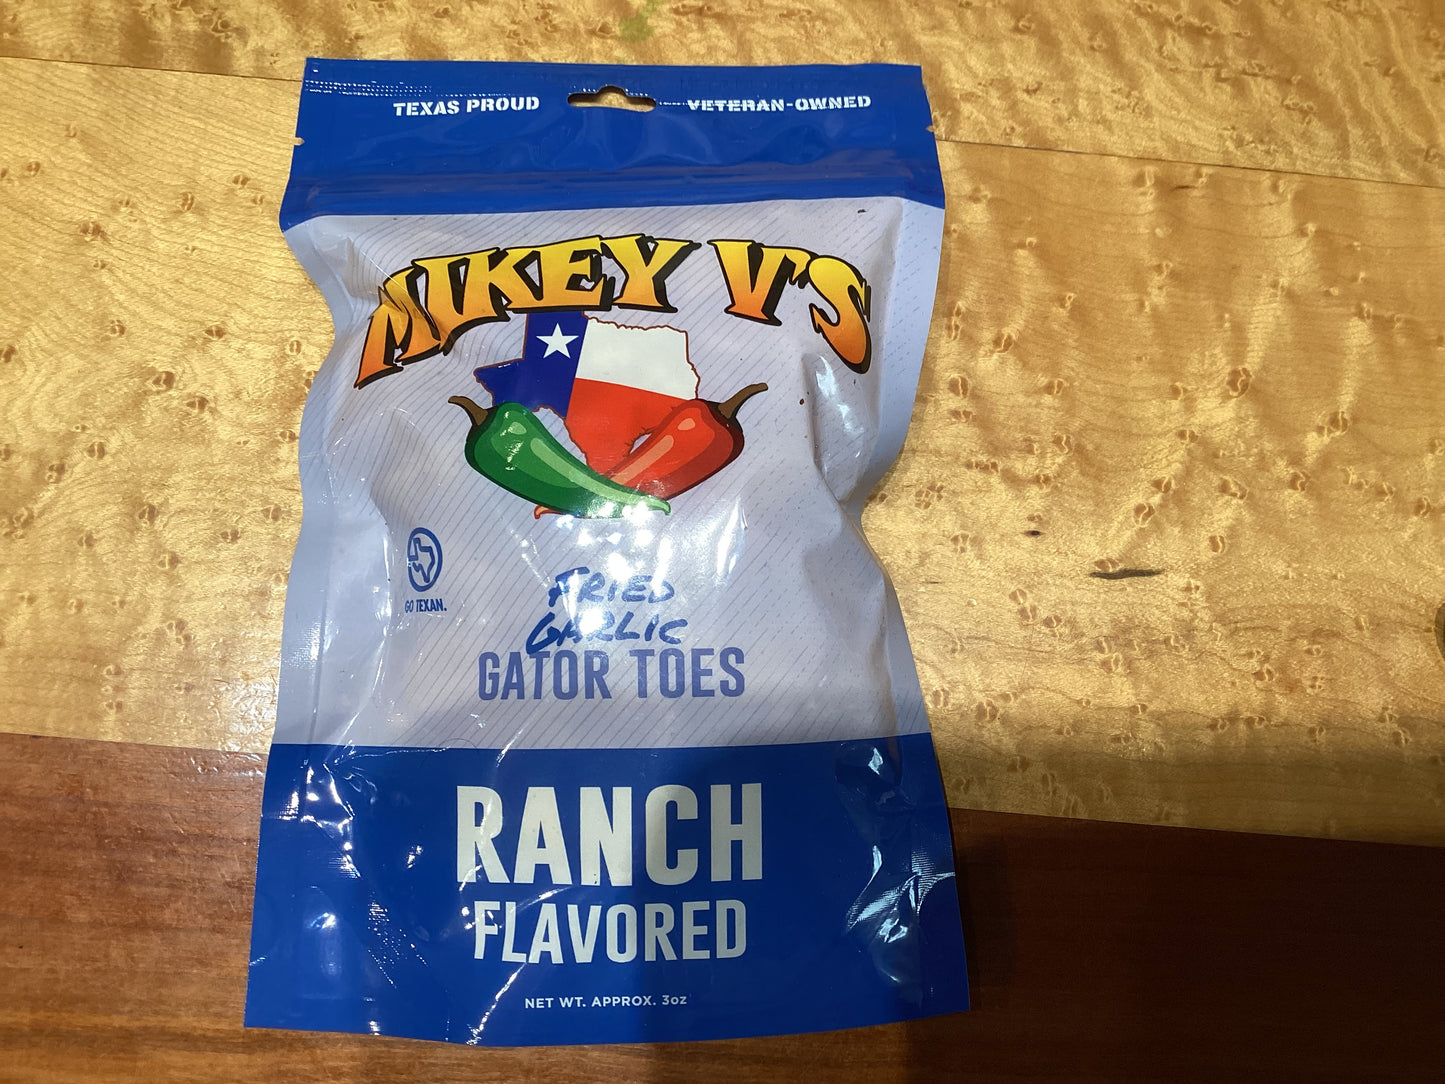 TEXAS PROUD VETERAN-OWNED
MIKEY V'S
GO TEXAN.
FRIED
GARLIC
GATOR TOES
RANCH
FLAVORED
NET WT. APPROX. 3oz